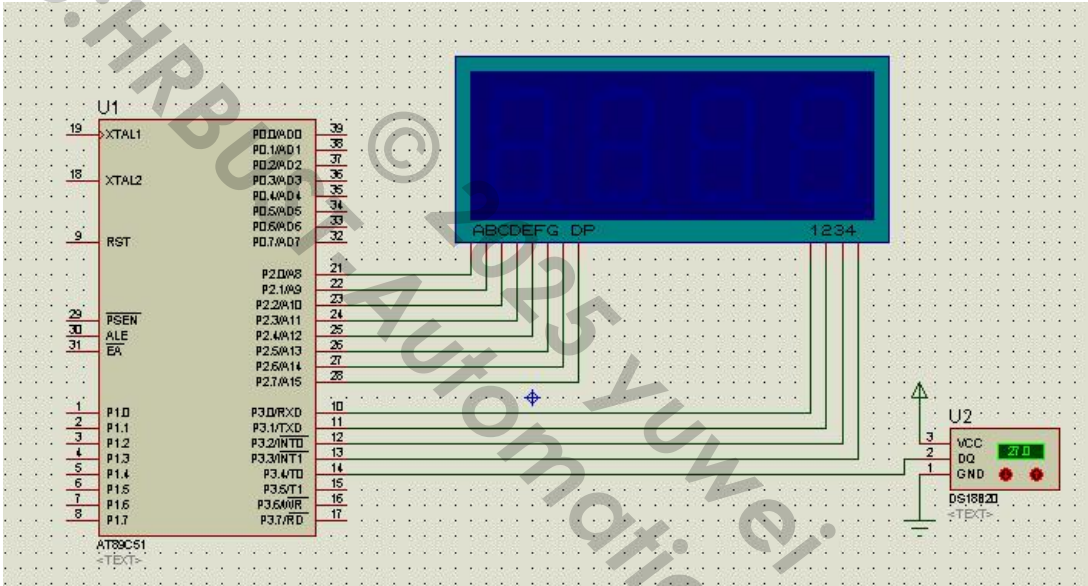 .HRBUST-Automation
© 2025 yuwei
U1
19 XTAL1
18 XTAL2
9 RST
29 PSEN
30 ALE
31 EA
1 P1.0
2 P1.1
3 P1.2
4 P1.3
5 P1.4
6 P1.5
7 P1.6
8 P1.7
P0.0/AD0 39
P0.1/AD1 38
P0.2/AD2 37
P0.3/AD3 36
P0.4/AD4 35
P0.5/AD5 34
P0.6/AD6 33
P0.7/AD7 32
P2.0/A8 21
P2.1/A9 22
P2.2/A10 23
P2.3/A11 24
P2.4/A12 25
P2.5/A13 26
P2.6/A14 27
P2.7/A15 28
P3.0/RXD 10
P3.1/TXD 11
P3.2/INT0 12
P3.3/INT1 13
P3.4/T0 14
P3.5/T1 15
P3.6/WR 16
P3.7/RD 17
AT89C51
<TEXT>
ABCDEFG DP 1234
U2
3 VCC
2 DQ
1 GND
27.0
DS18B20
<TEXT>